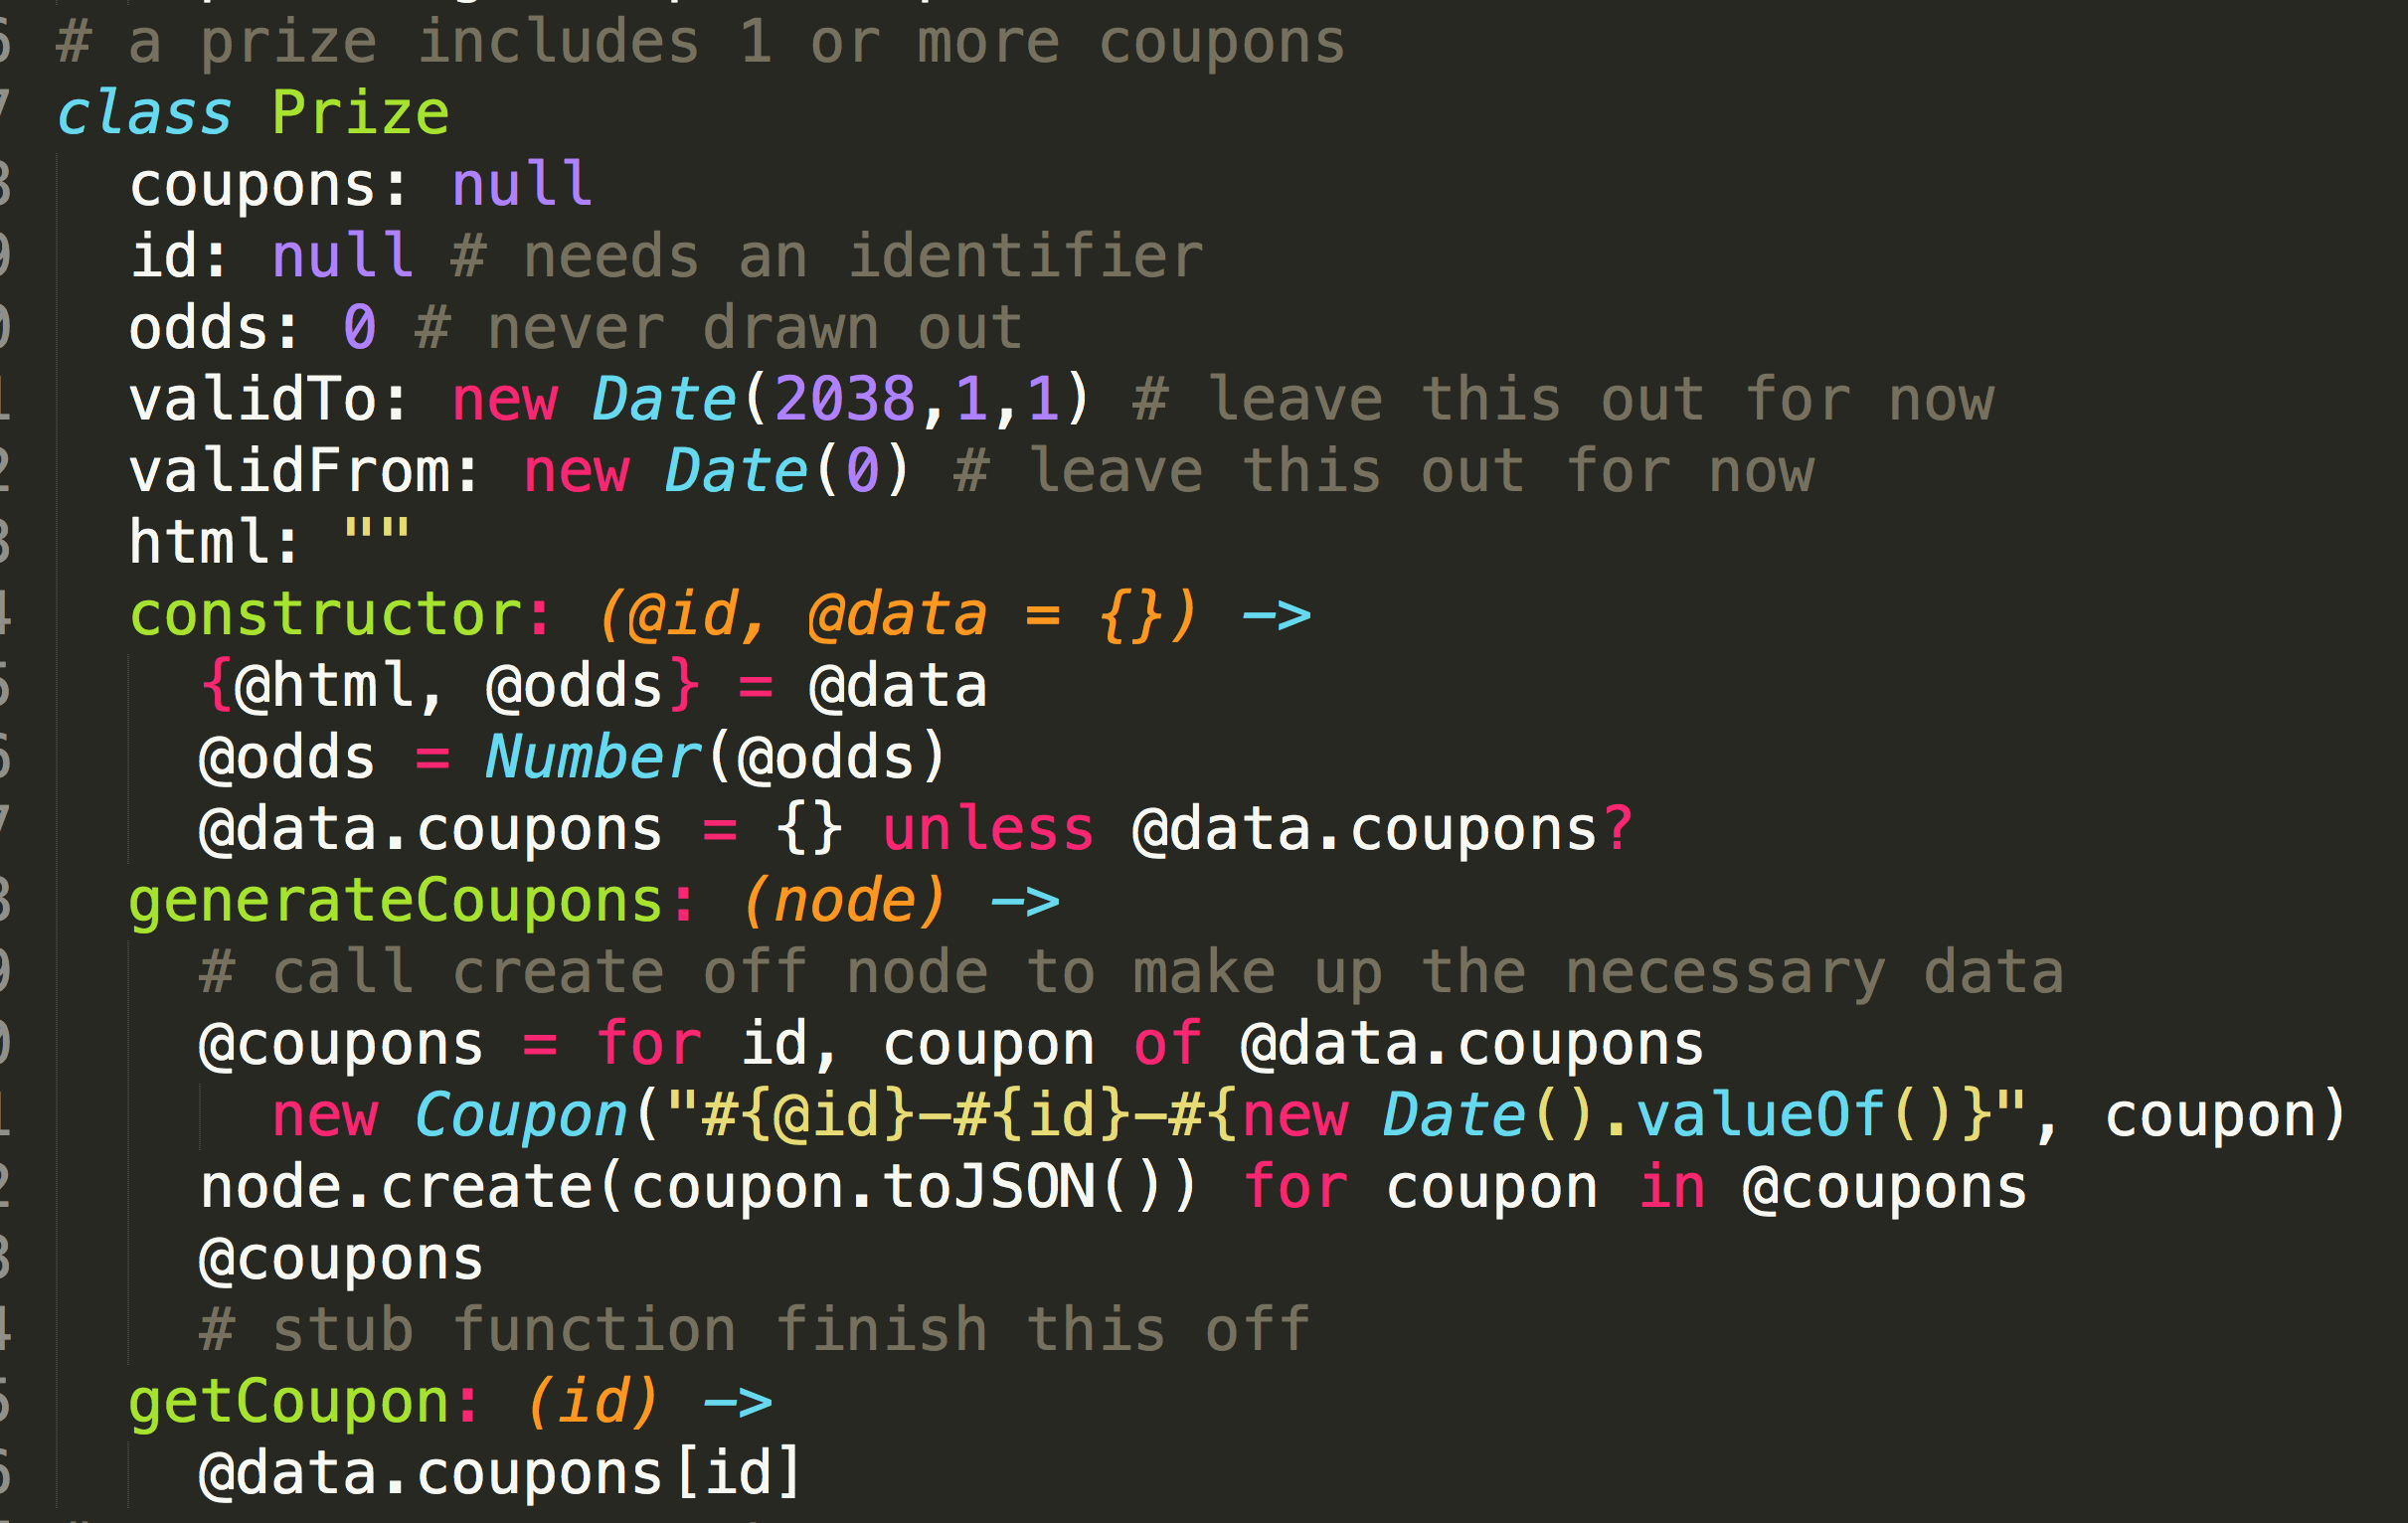 # a prize includes 1 or more coupons
class Prize
coupons: null
id: null # needs an identifier
odds: 0 # never drawn out
validTo: new Date(2038,1,1) # leave this out for now
validFrom: new Date(0) # leave this out for now
html: ""
constructor: (@id, @data = {}) ->
{@html, @odds} = @data
@odds = Number(@odds)
@data.coupons = {} unless @data.coupons?
generateCoupons: (node) ->
# call create off node to make up the necessary data
@coupons = for id, coupon of @data.coupons
new Coupon("#{@id}-#{id}-#{new Date().valueOf()}", coupon)
node.create(coupon.toJSON()) for coupon in @coupons
@coupons
# stub function finish this off
getCoupon: (id) ->
@data.coupons[id]